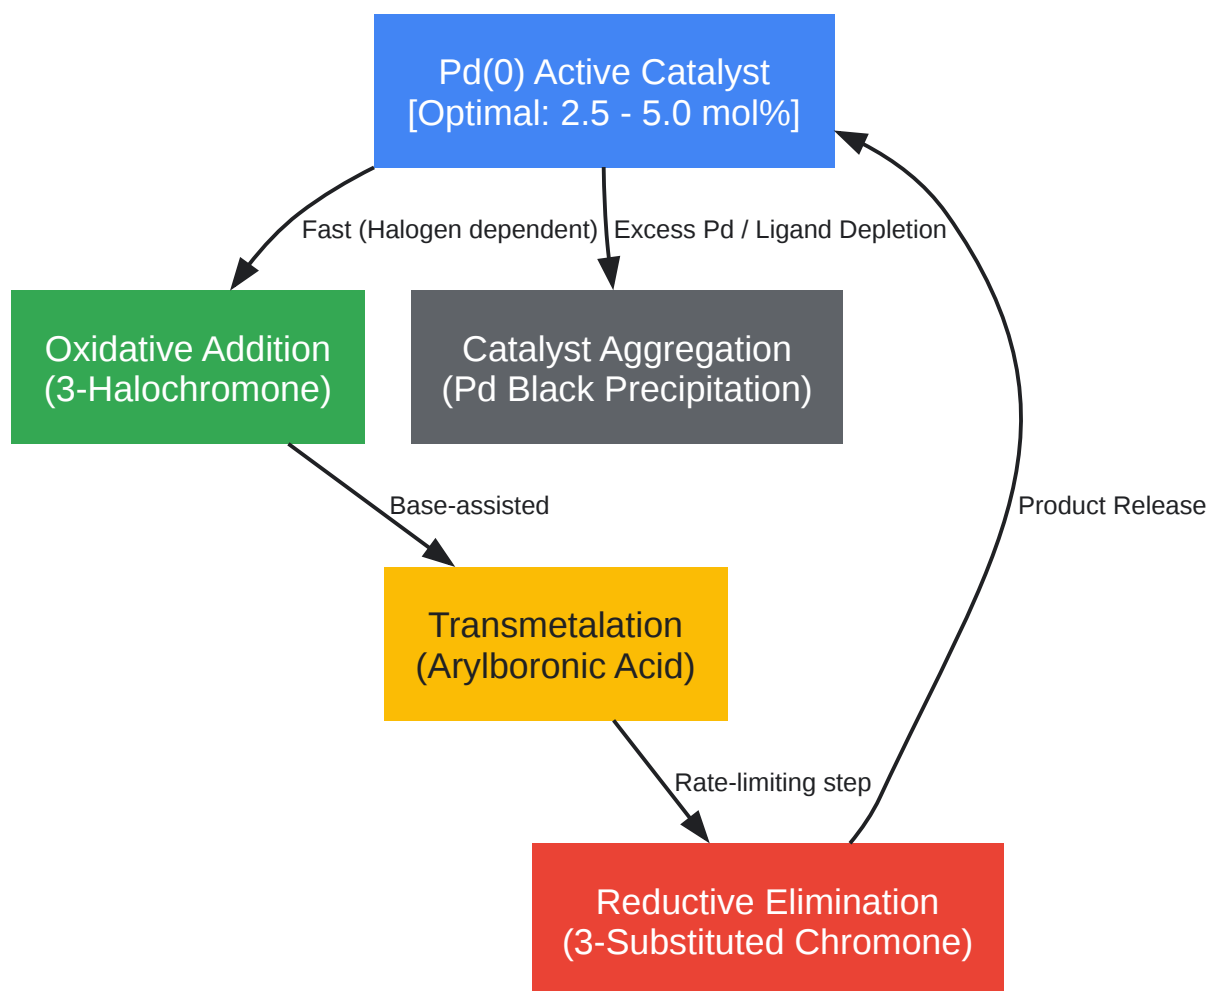 Pd(0) Active Catalyst
[Optimal: 2.5 - 5.0 mol%]
Fast (Halogen dependent)
Excess Pd / Ligand Depletion
Oxidative Addition
(3-Halochromone)
Catalyst Aggregation
(Pd Black Precipitation)
Base-assisted
Product Release
Transmetalation
(Arylboronic Acid)
Rate-limiting step
Reductive Elimination
(3-Substituted Chromone)